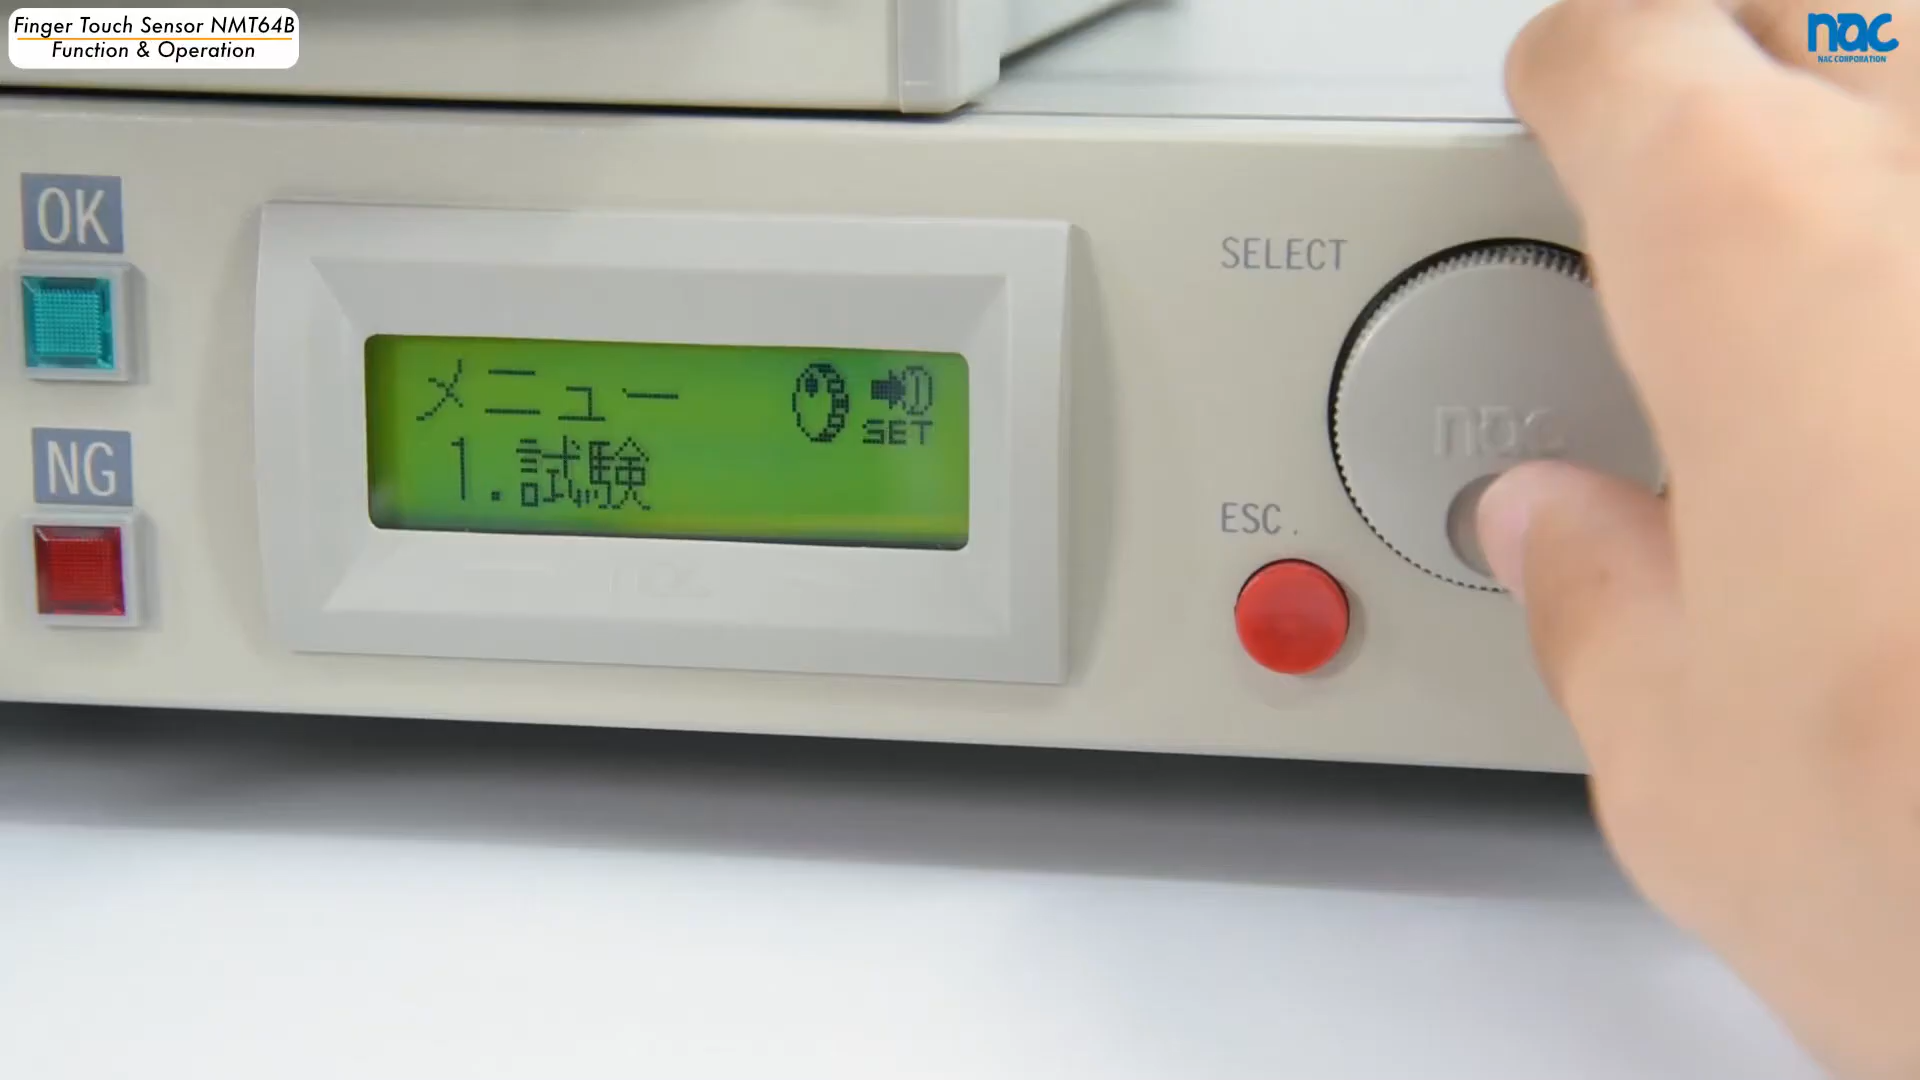 Finger Touch Sensor NMT64B
Function & Operation
nac
NAC CORPORATION
OK
NG
メニュー
SET
1.試験
SELECT
nac
ESC.